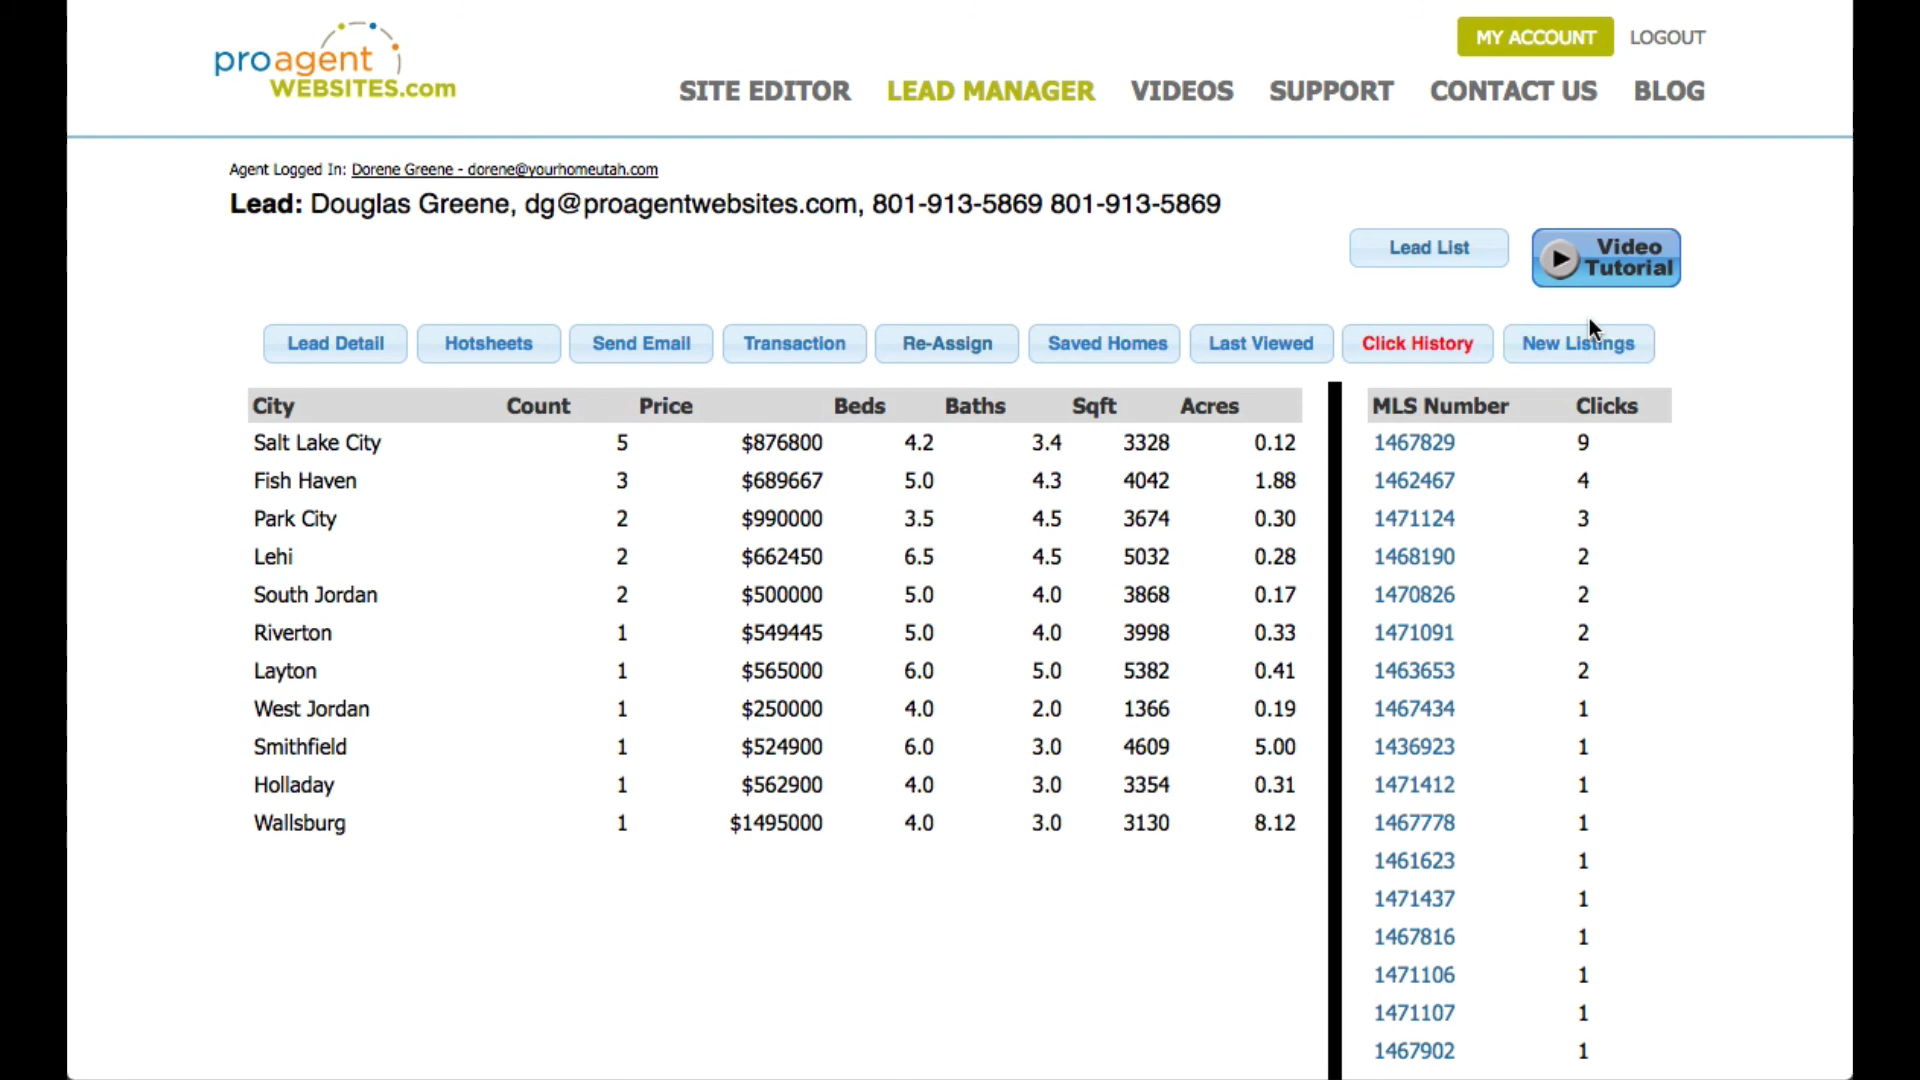 proagent
WEBSITES.com
MY ACCOUNT LOGOUT
SITE EDITOR LEAD MANAGER VIDEOS SUPPORT CONTACT US BLOG
Agent Logged In: Dorene Greene - dorene@yourhomeutah.com
Lead: Douglas Greene, dg@proagentwebsites.com, 801-913-5869 801-913-5869
Lead List
Video
Tutorial
Lead Detail Hotsheets Send Email Transaction Re-Assign Saved Homes Last Viewed Click History New Listings
City Count Price Beds Baths Sqft Acres MLS Number Clicks
Salt Lake City 5 $876800 4.2 3.4 3328 0.12 1467829 9
Fish Haven 3 $689667 5.0 4.3 4042 1.88 1462467 4
Park City 2 $990000 3.5 4.5 3674 0.30 1471124 3
Lehi 2 $662450 6.5 4.5 5032 0.28 1468190 2
South Jordan 2 $500000 5.0 4.0 3868 0.17 1470826 2
Riverton 1 $549445 5.0 4.0 3998 0.33 1471091 2
Layton 1 $565000 6.0 5.0 5382 0.41 1463653 2
West Jordan 1 $250000 4.0 2.0 1366 0.19 1467434 1
Smithfield 1 $524900 6.0 3.0 4609 5.00 1436923 1
Holladay 1 $562900 4.0 3.0 3354 0.31 1471412 1
Wallsburg 1 $1495000 4.0 3.0 3130 8.12 1467778 1
1461623 1
1471437 1
1467816 1
1471106 1
1471107 1
1467902 1